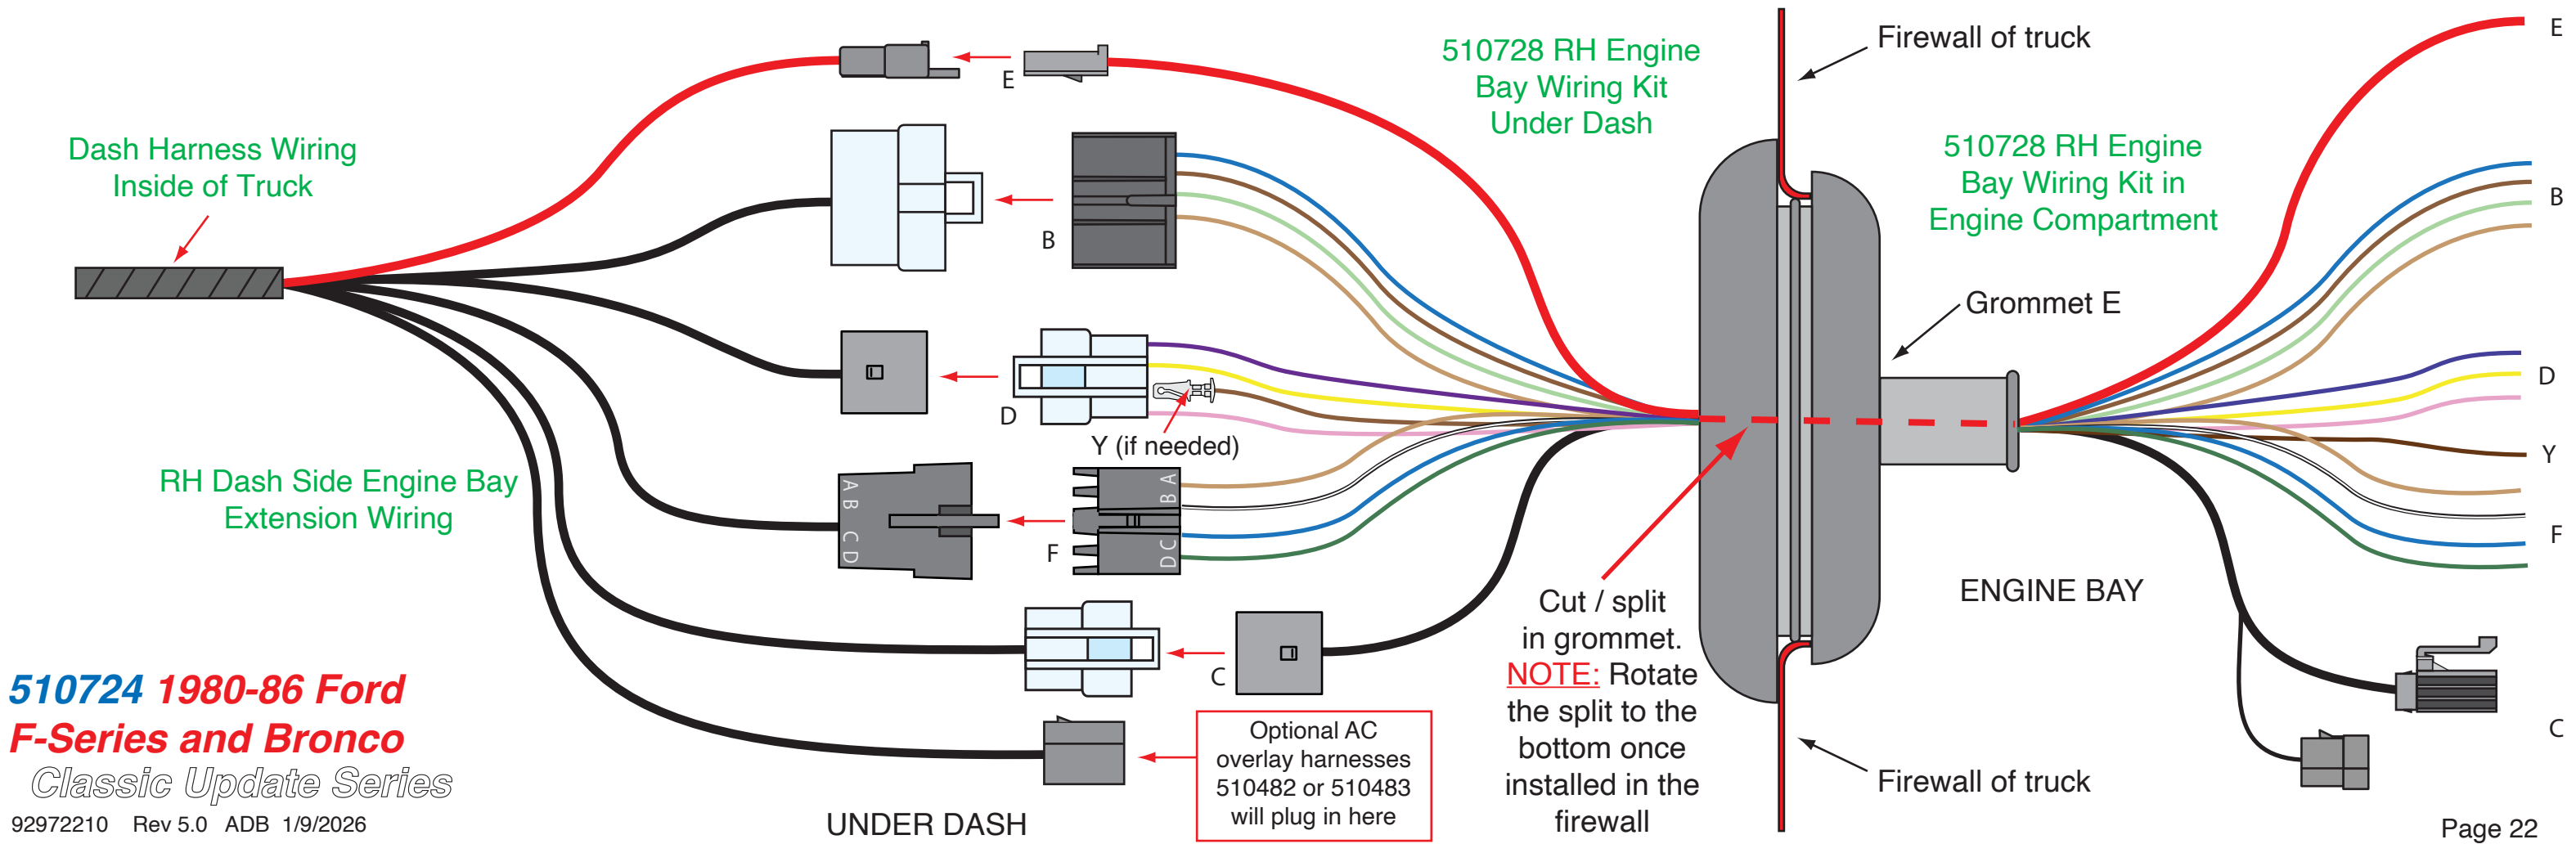 Dash Harness Wiring
Inside of Truck
E
B
D
Y (if needed)
A B C D
B A
D C
F
C
RH Dash Side Engine Bay
Extension Wiring
510728 RH Engine
Bay Wiring Kit
Under Dash
Firewall of truck
510728 RH Engine
Bay Wiring Kit in
Engine Compartment
Grommet E
Cut / split
in grommet.
NOTE: Rotate
the split to the
bottom once
installed in the
firewall
ENGINE BAY
Firewall of truck
E
B
D
Y
F
C
Optional AC
overlay harnesses
510482 or 510483
will plug in here
UNDER DASH
510724 1980-86 Ford
F-Series and Bronco
Classic Update Series
92972210 Rev 5.0 ADB 1/9/2026
Page 22